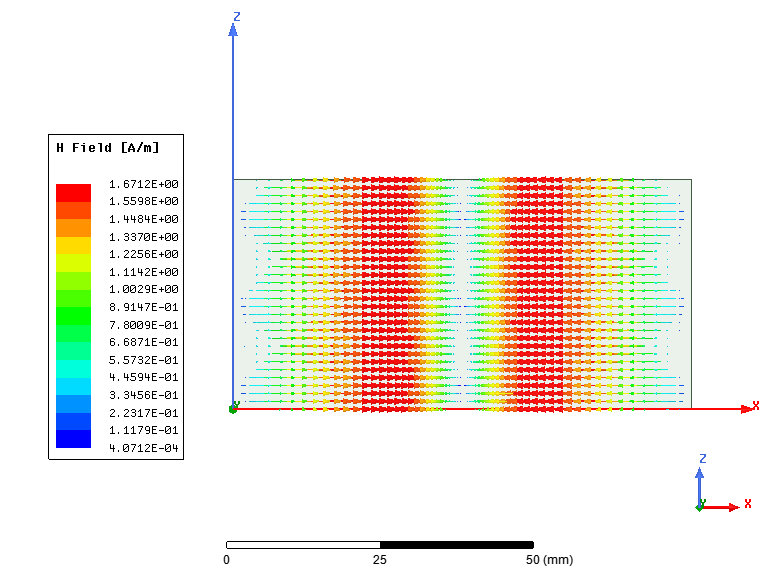 Z
H Field [A/m]
1.6712E+00
1.5598E+00
1.4484E+00
1.3370E+00
1.2256E+00
1.1142E+00
1.0029E+00
8.9147E-01
7.8009E-01
6.6871E-01
5.5732E-01
4.4594E-01
3.3456E-01
2.2317E-01
1.1179E-01
4.0712E-04
Y
X
Z
Y
X
0
25
50 (mm)